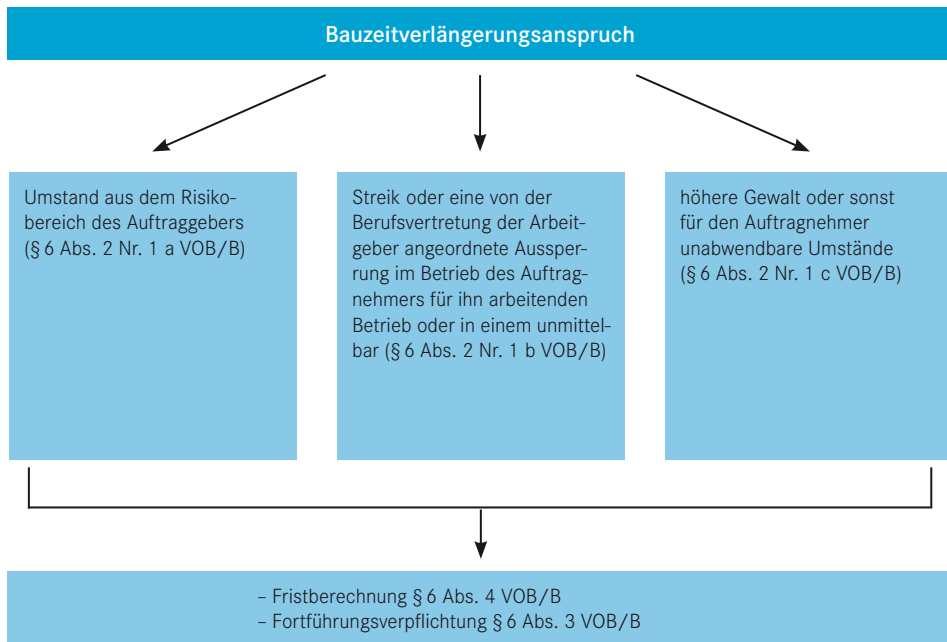 Bauzeitverlängerungsanspruch
Umstand aus dem Risiko-
bereich des Auftraggebers
(§ 6 Abs. 2 Nr. 1 a VOB/B)
Streik oder eine von der
Berufsvertretung der Arbeit-
geber angeordnete Aussper-
rung im Betrieb des Auftrag-
nehmers für ihn arbeitenden
Betrieb oder in einem unmittel-
bar (§ 6 Abs. 2 Nr. 1 b VOB/B)
höhere Gewalt oder sonst
für den Auftragnehmer
unabwendbare Umstände
(§ 6 Abs. 2 Nr. 1 c VOB/B)
– Fristberechnung § 6 Abs. 4 VOB/B
– Fortführungsverpflichtung § 6 Abs. 3 VOB/B